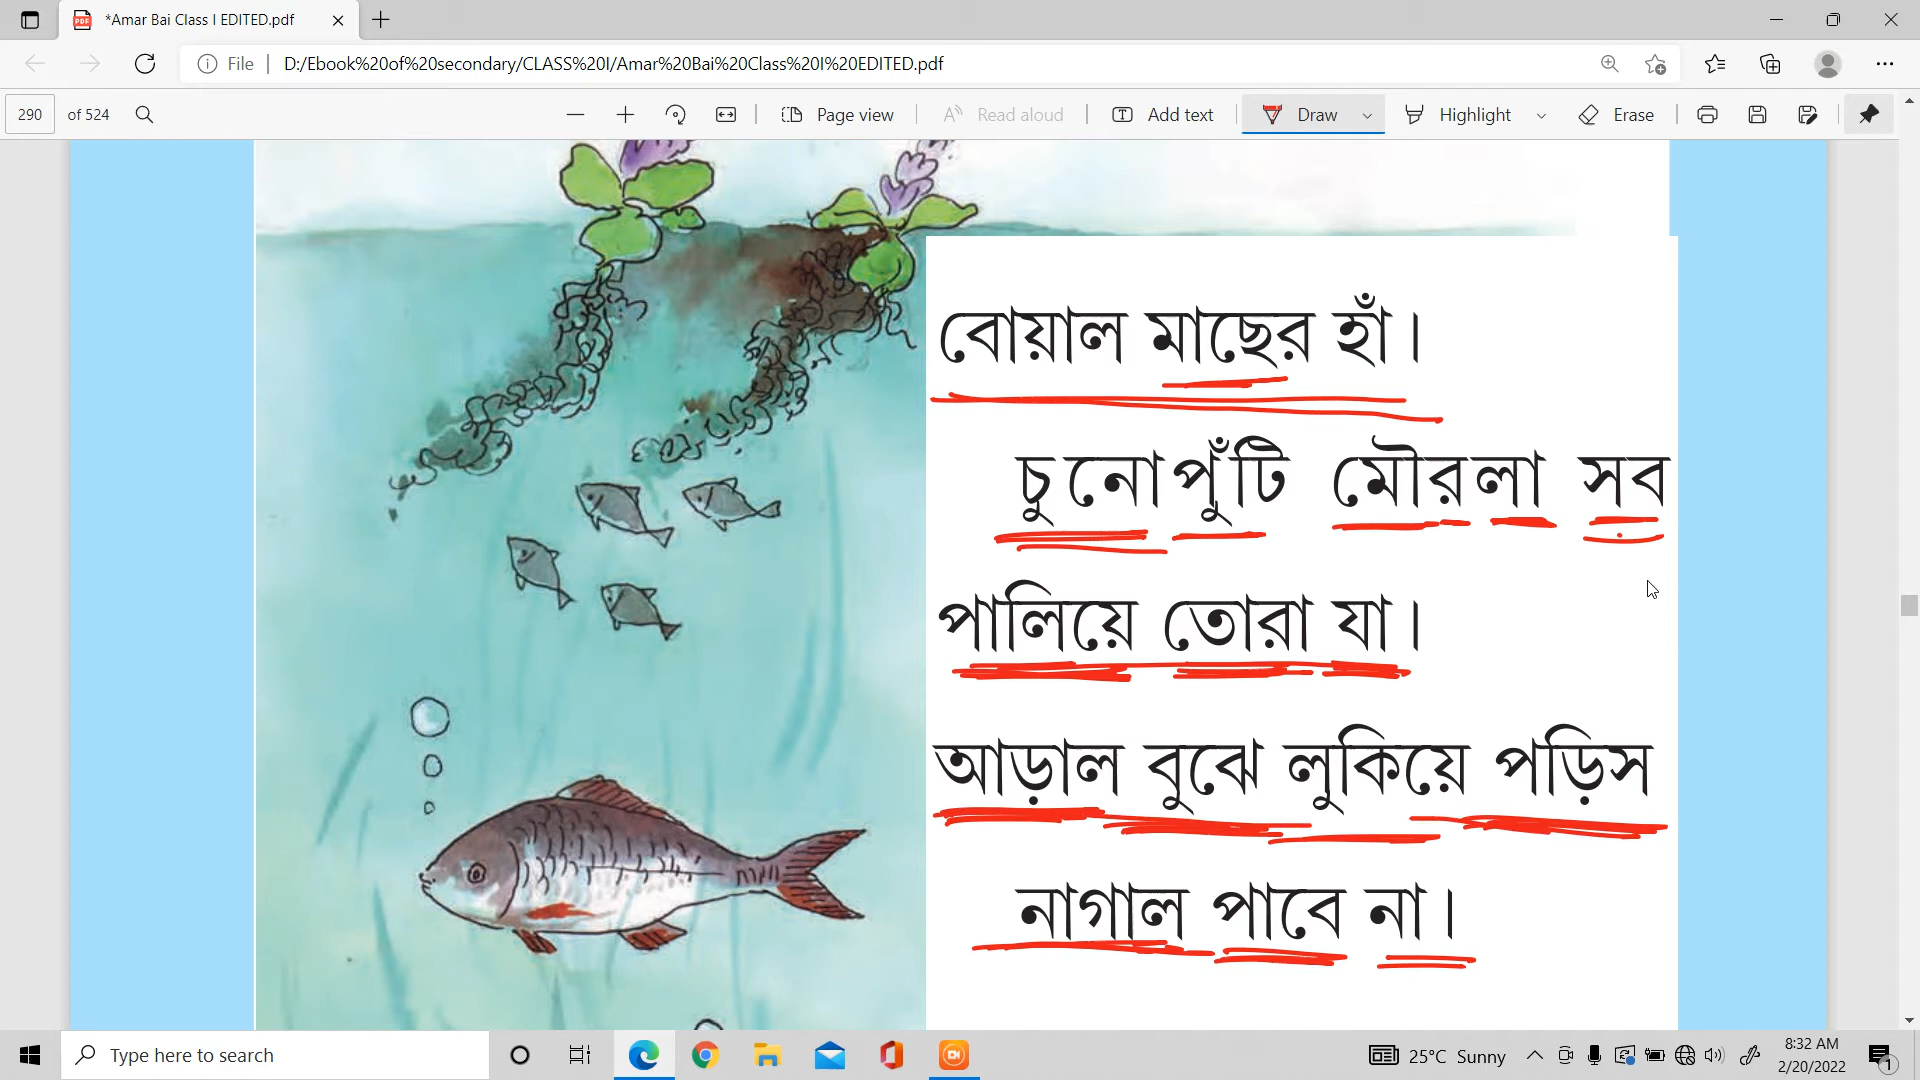 *Amar Bai Class I EDITED.pdf
File D:/Ebook%20of%20secondary/CLASS%20I/Amar%20Bai%20Class%20I%20EDITED.pdf
290 of 524 Page view Read aloud Add text Draw Highlight Erase
বোয়াল মাছের হাঁ।
চুনোপুঁটি মৌরলা সব
পালিয়ে তোরা যা।
আড়াল বুঝে লুকিয়ে পড়িস
নাগাল পাবে না।
Type here to search 25°C Sunny 8:32 AM
2/20/2022 1